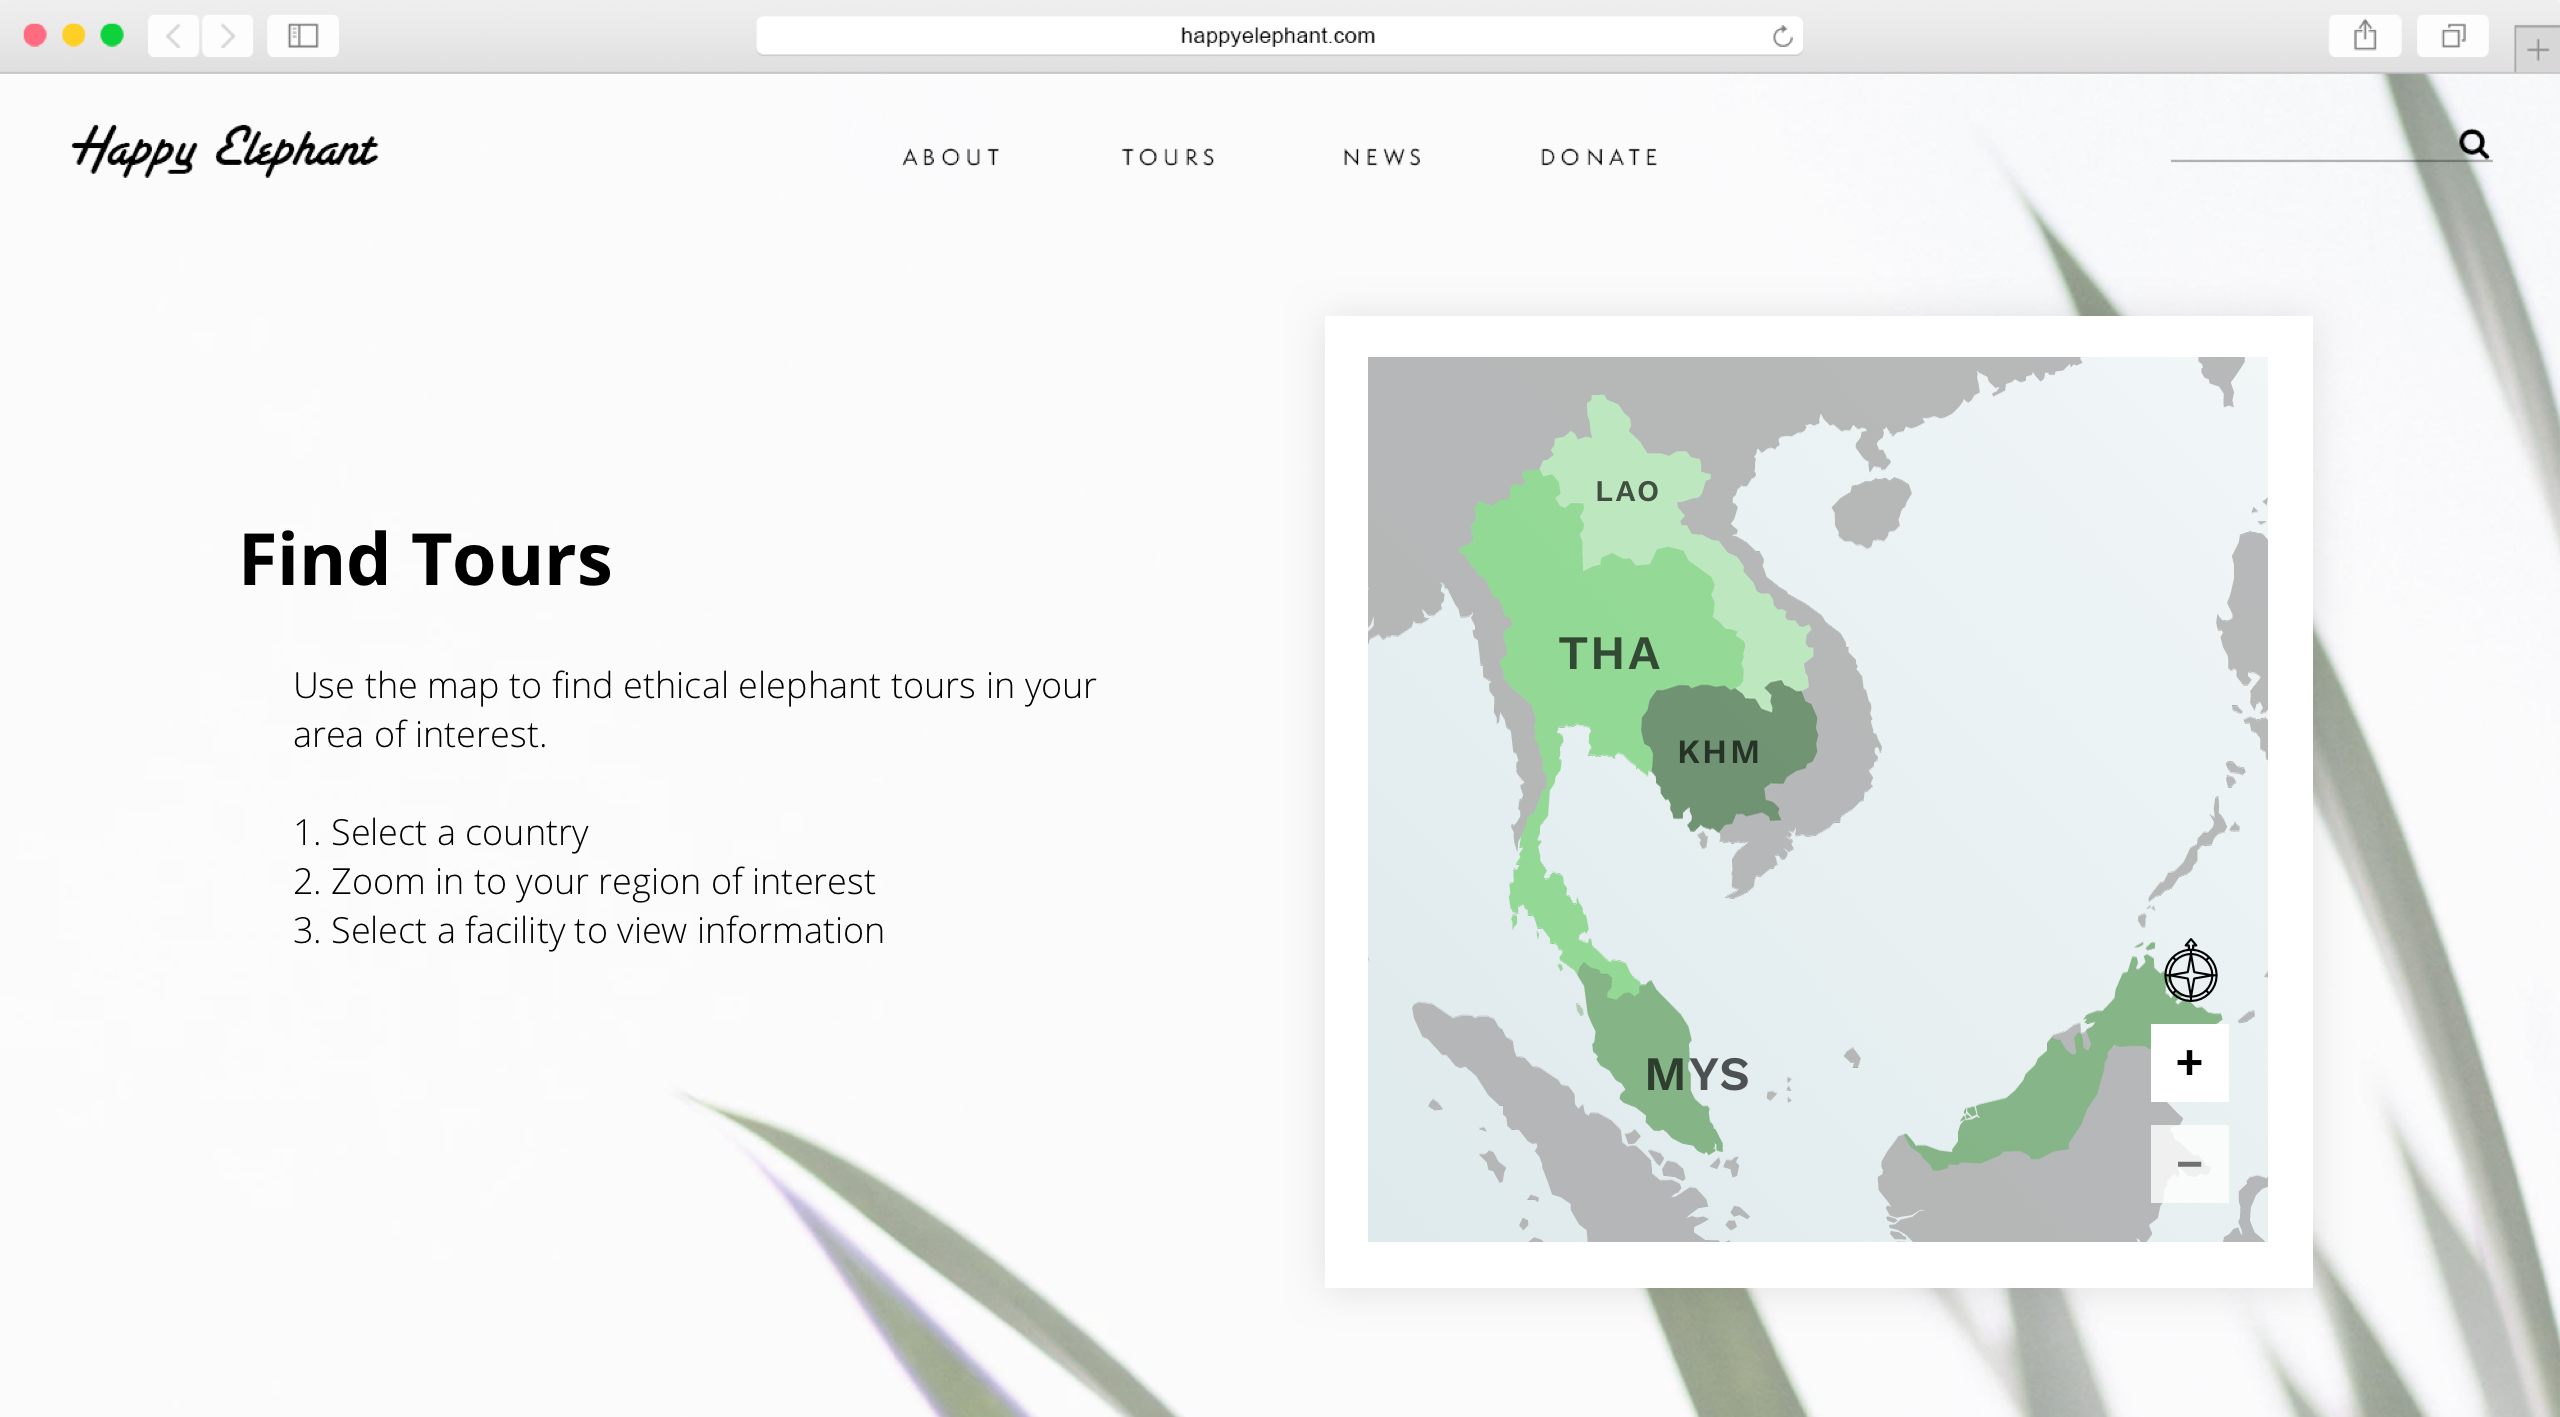 happyelephant.com
Happy Elephant
ABOUT TOURS NEWS DONATE
Find Tours
Use the map to find ethical elephant tours in your
area of interest.
1. Select a country
2. Zoom in to your region of interest
3. Select a facility to view information
LAO
THA
KHM
MYS
+
−